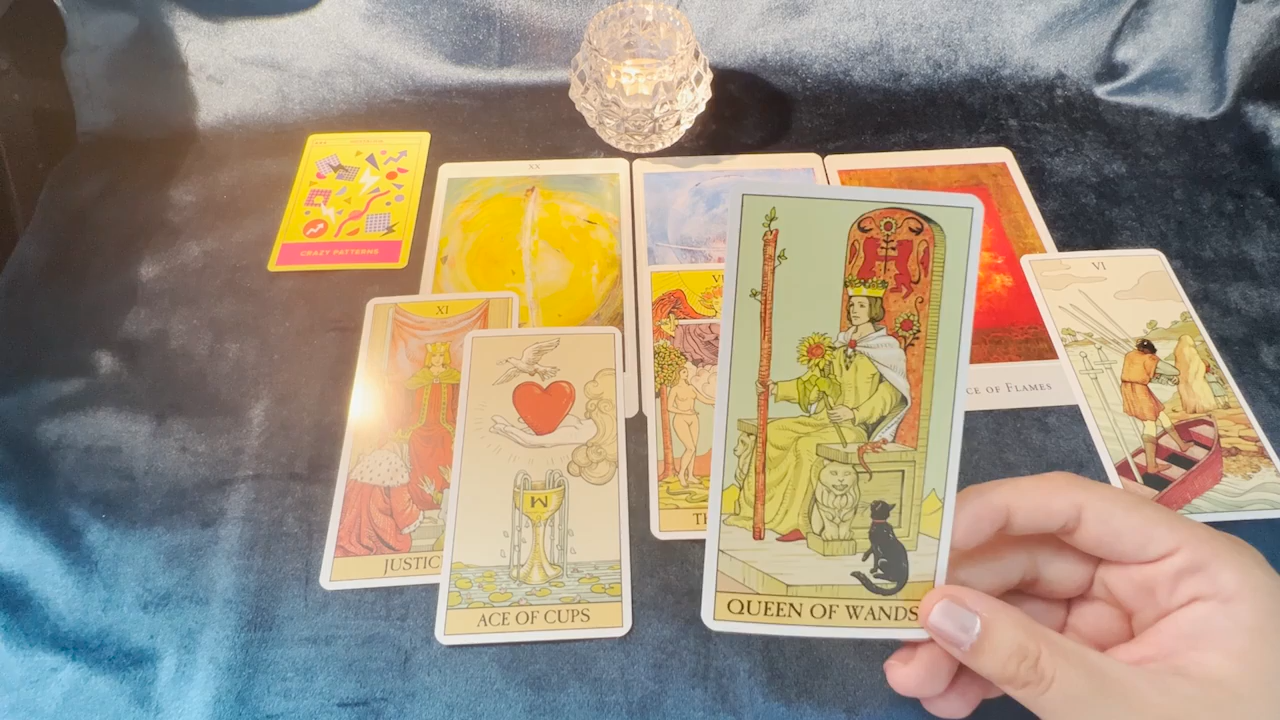 CRAZY PATTERNS
XX
VI
XI
VI
CE OF FLAMES
JUSTIC
TH
M
ACE OF CUPS
QUEEN OF WANDS